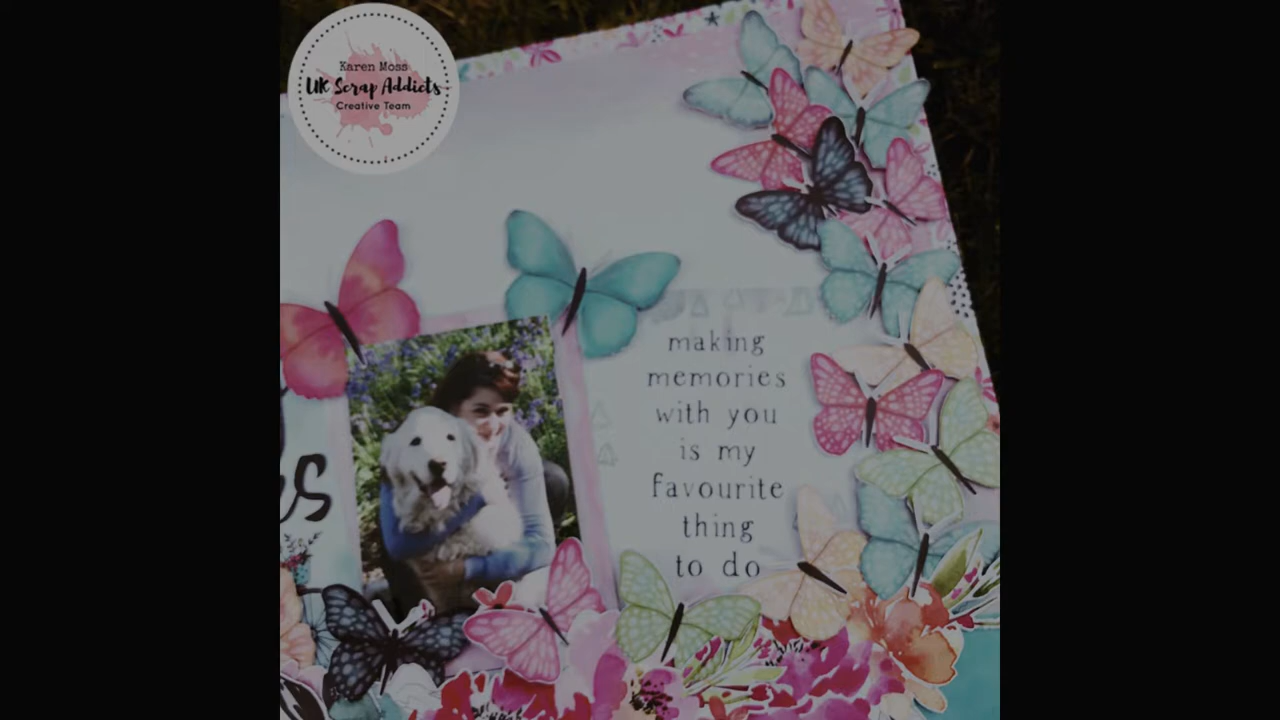 Karen Moss
UK Scrap Addicts
Creative Team
making
memories
with you
is my
favourite
thing
to do